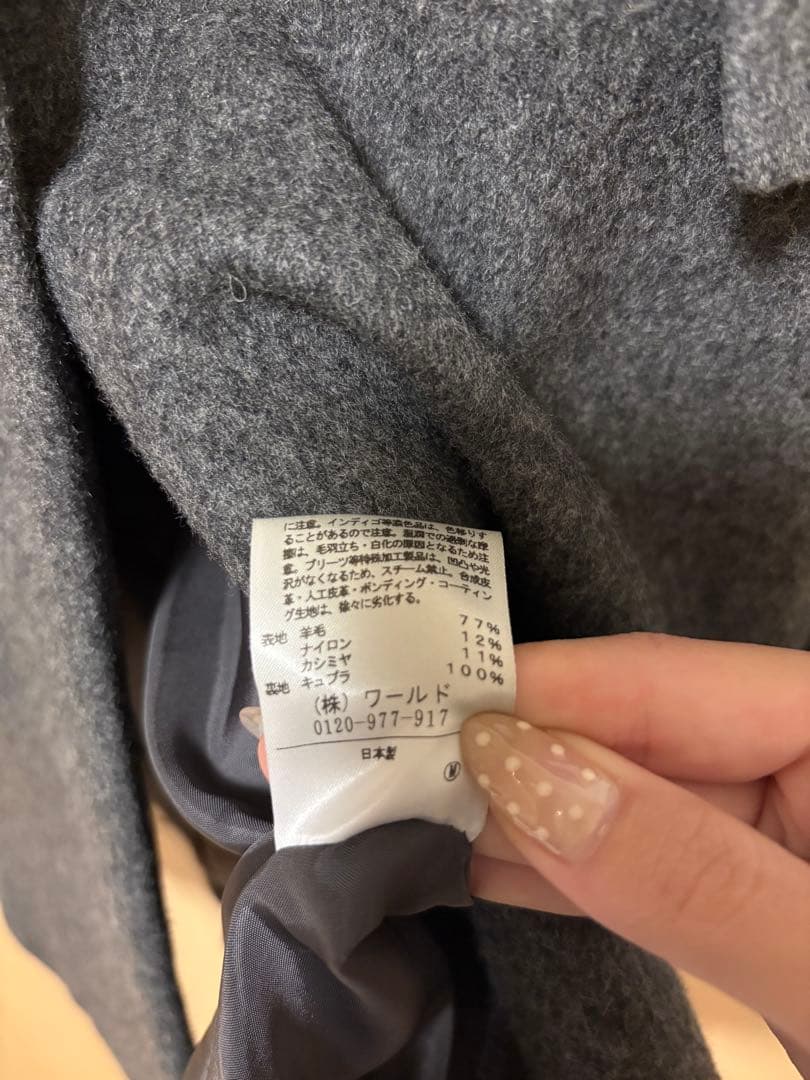 に注意。インディゴ等濃色品は、色移りす
ることがあるので注意。着用での過剰な摩
擦は、毛羽立ち・白化の原因となるため注
意。プリーツ等特殊加工製品は、凹凸や光
沢がなくなるため、スチーム禁止。合成皮
革・人工皮革・ボンディング・コーティン
グ生地は、徐々に劣化する。
表地 羊毛 77%
ナイロン 12%
カシミヤ 11%
裏地 キュプラ 100%
(株) ワールド
0120-977-917
日本製
Ⓡ